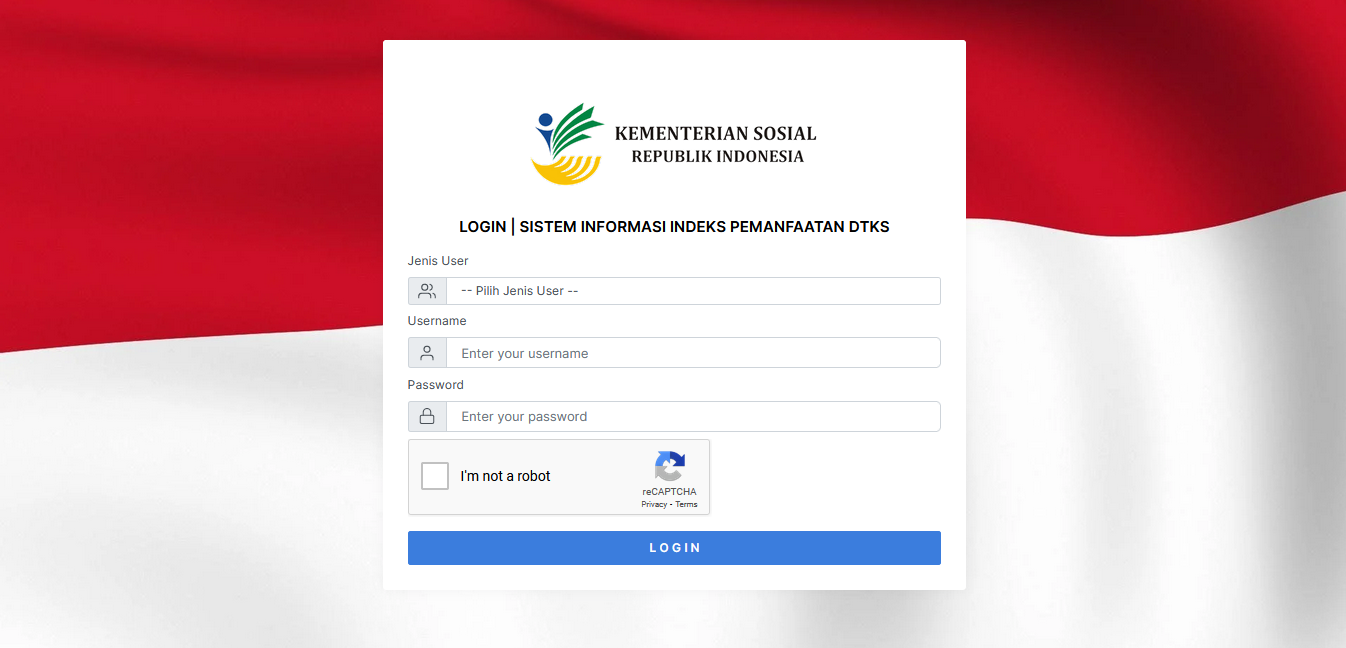 KEMENTERIAN SOSIAL
REPUBLIK INDONESIA
LOGIN | SISTEM INFORMASI INDEKS PEMANFAATAN DTKS
Jenis User
-- Pilih Jenis User --
Username
Enter your username
Password
Enter your password
I'm not a robot
reCAPTCHA
Privacy - Terms
LOGIN